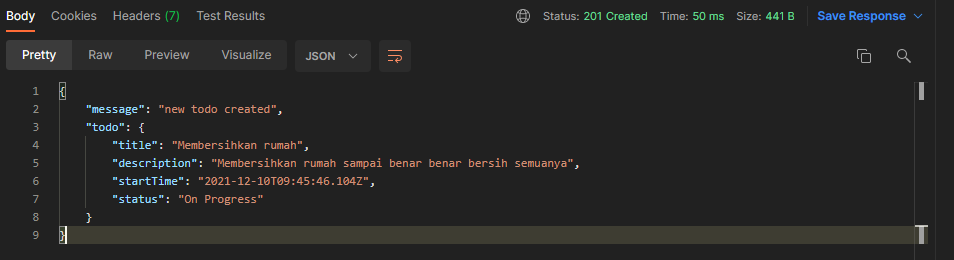 Body Cookies Headers (7) Test Results Status: 201 Created Time: 50 ms Size: 441 B Save Response
Pretty Raw Preview Visualize JSON
1 {
2 "message": "new todo created",
3 "todo": {
4 "title": "Membersihkan rumah",
5 "description": "Membersihkan rumah sampai benar benar bersih semuanya",
6 "startTime": "2021-12-10T09:45:46.104Z",
7 "status": "On Progress"
8 }
9 }